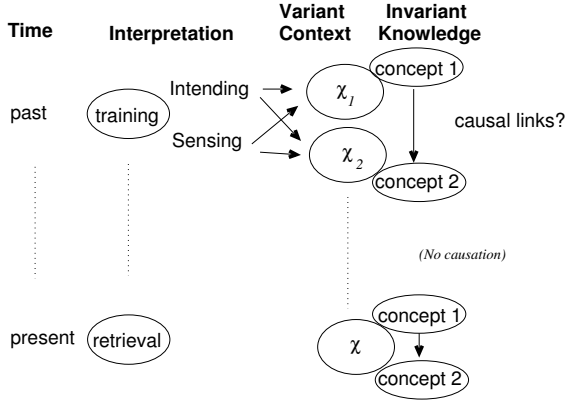 Time
Interpretation
Variant
Context
Invariant
Knowledge
past
training
Intending
Sensing
χ1
χ2
concept 1
causal links?
concept 2
(No causation)
present
retrieval
χ
concept 1
concept 2